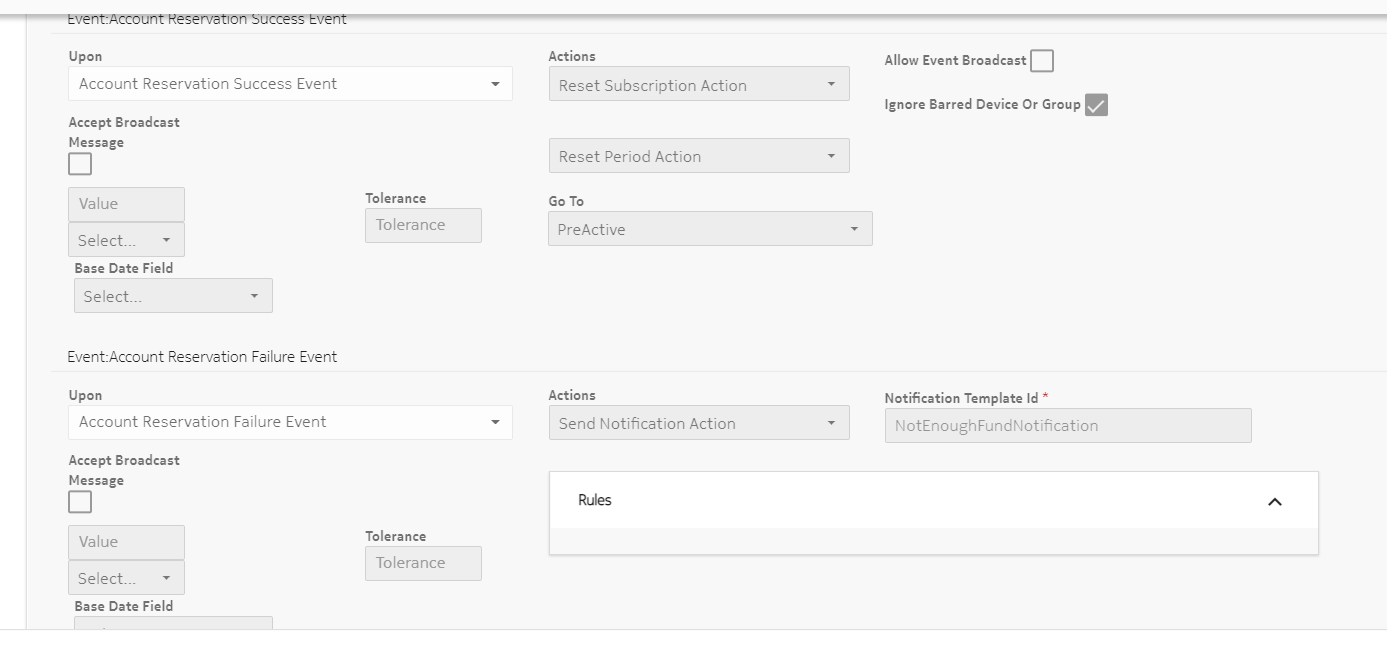 Event:Account Reservation Success Event
Upon
Account Reservation Success Event
Actions
Reset Subscription Action
Allow Event Broadcast
Ignore Barred Device Or Group
Accept Broadcast
Message
Reset Period Action
Value
Select...
Tolerance
Tolerance
Go To
PreActive
Base Date Field
Select...
Event:Account Reservation Failure Event
Upon
Account Reservation Failure Event
Actions
Send Notification Action
Notification Template Id *
NotEnoughFundNotification
Accept Broadcast
Message
Rules
Value
Select...
Tolerance
Tolerance
Base Date Field